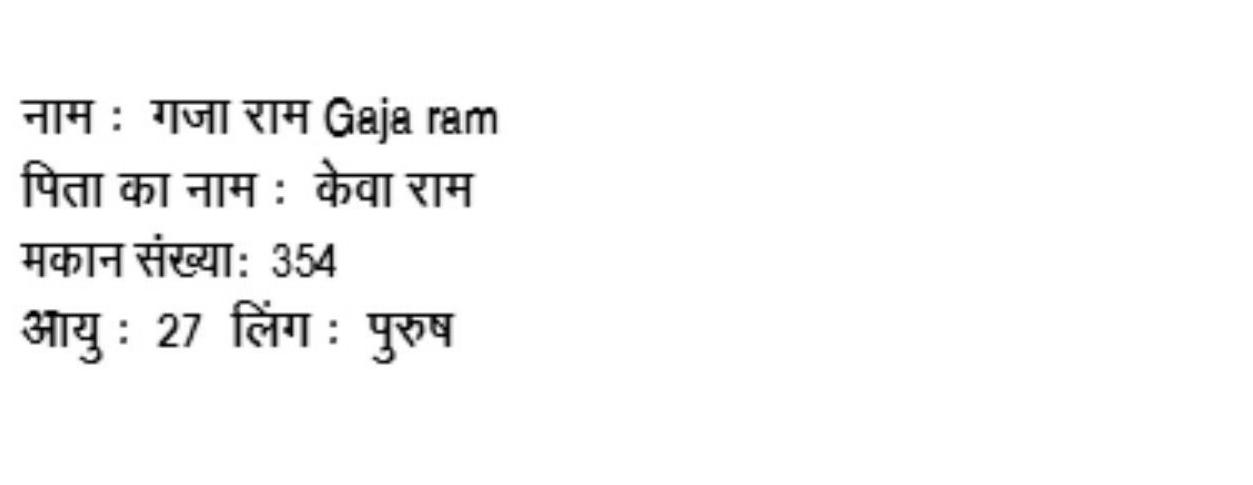 नाम : गजा राम Gaja ram
पिता का नाम : केवा राम
मकान संख्या: 354
आयु : 27 लिंग : पुरुष